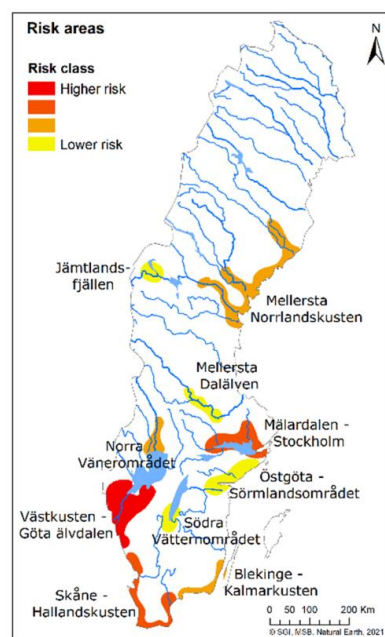 Risk areas
N
Risk class
Higher risk
Lower risk
Jämtlands-
fjällen
Mellersta
Norrlandskusten
Mellersta
Dalälven
Mälardalen -
Stockholm
Norra
Vänerområdet
Östgöta -
Sörmlandsområdet
Västkusten -
Göta älvdalen
Södra
Vätternområdet
Blekinge -
Kalmarkusten
Skåne -
Hallandskusten
0 50 100 200 Km
© SGI, MSB, Natural Earth, 2021